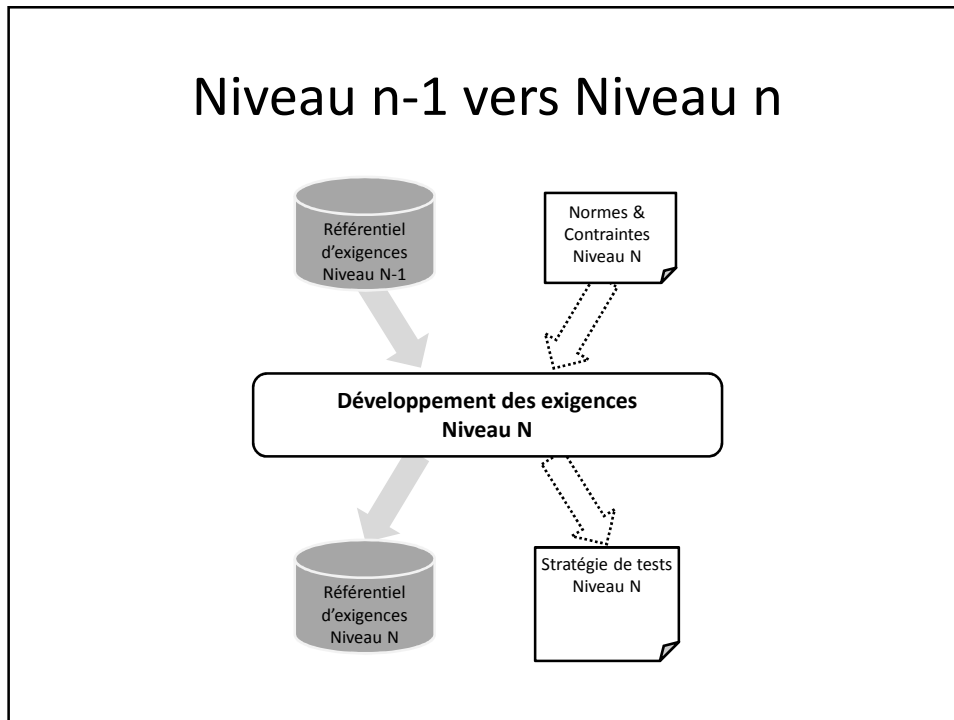 Niveau n-1 vers Niveau n
Référentiel
d'exigences
Niveau N-1
Normes &
Contraintes
Niveau N
Développement des exigences
Niveau N
Référentiel
d'exigences
Niveau N
Stratégie de tests
Niveau N